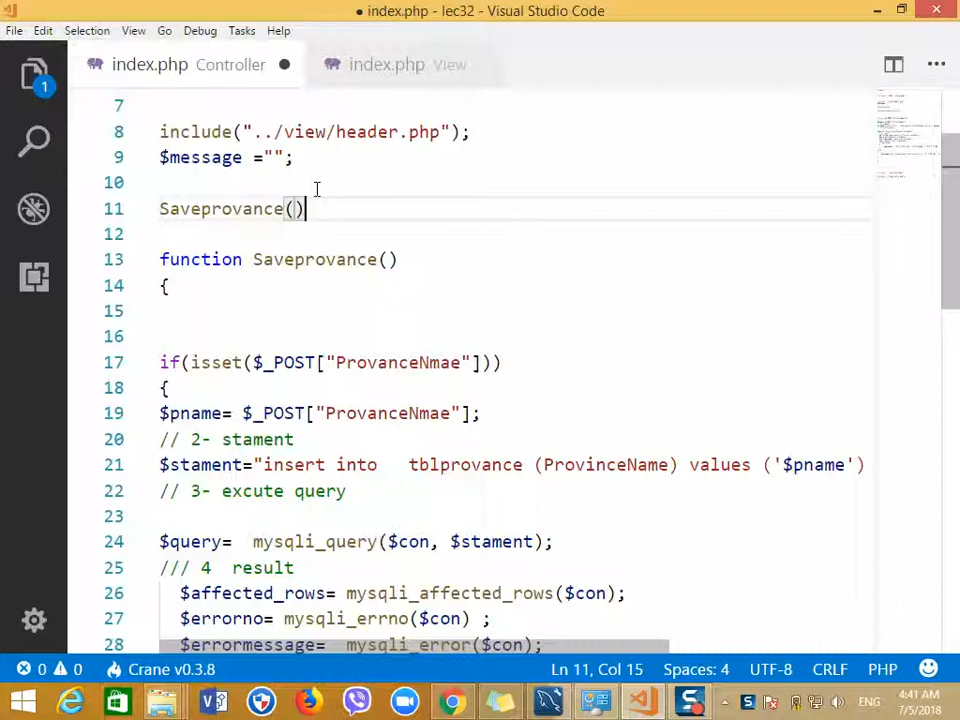 ● index.php - lec32 - Visual Studio Code
File Edit Selection View Go Debug Tasks Help
index.php Controller ●
index.php View
7
8 include("../view/header.php");
9 $message ="";
10
11 Saveprovance()
12
13 function Saveprovance()
14 {
15
16
17 if(isset($_POST["ProvanceNmae"]))
18 {
19 $pname= $_POST["ProvanceNmae"];
20 // 2- stament
21 $stament="insert into tblprovance (ProvinceName) values ('$pname')
22 // 3- excute query
23
24 $query= mysqli_query($con, $stament);
25 /// 4 result
26 $affected_rows= mysqli_affected_rows($con);
27 $errorno= mysqli_errno($con) ;
28 $errormessage= mysqli_error($con);
1
0 0 Crane v0.3.8 Ln 11, Col 15 Spaces: 4 UTF-8 CRLF PHP
ENG
4:41 AM
7/5/2018